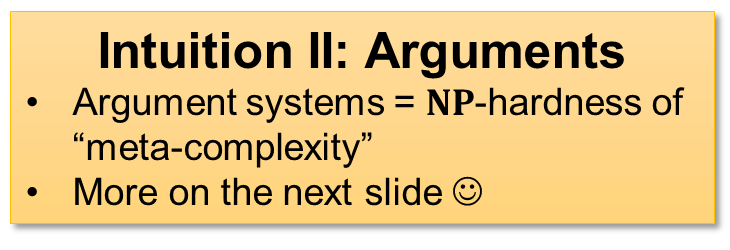 Intuition II: Arguments
• Argument systems = NP-hardness of
“meta-complexity”
• More on the next slide ☺